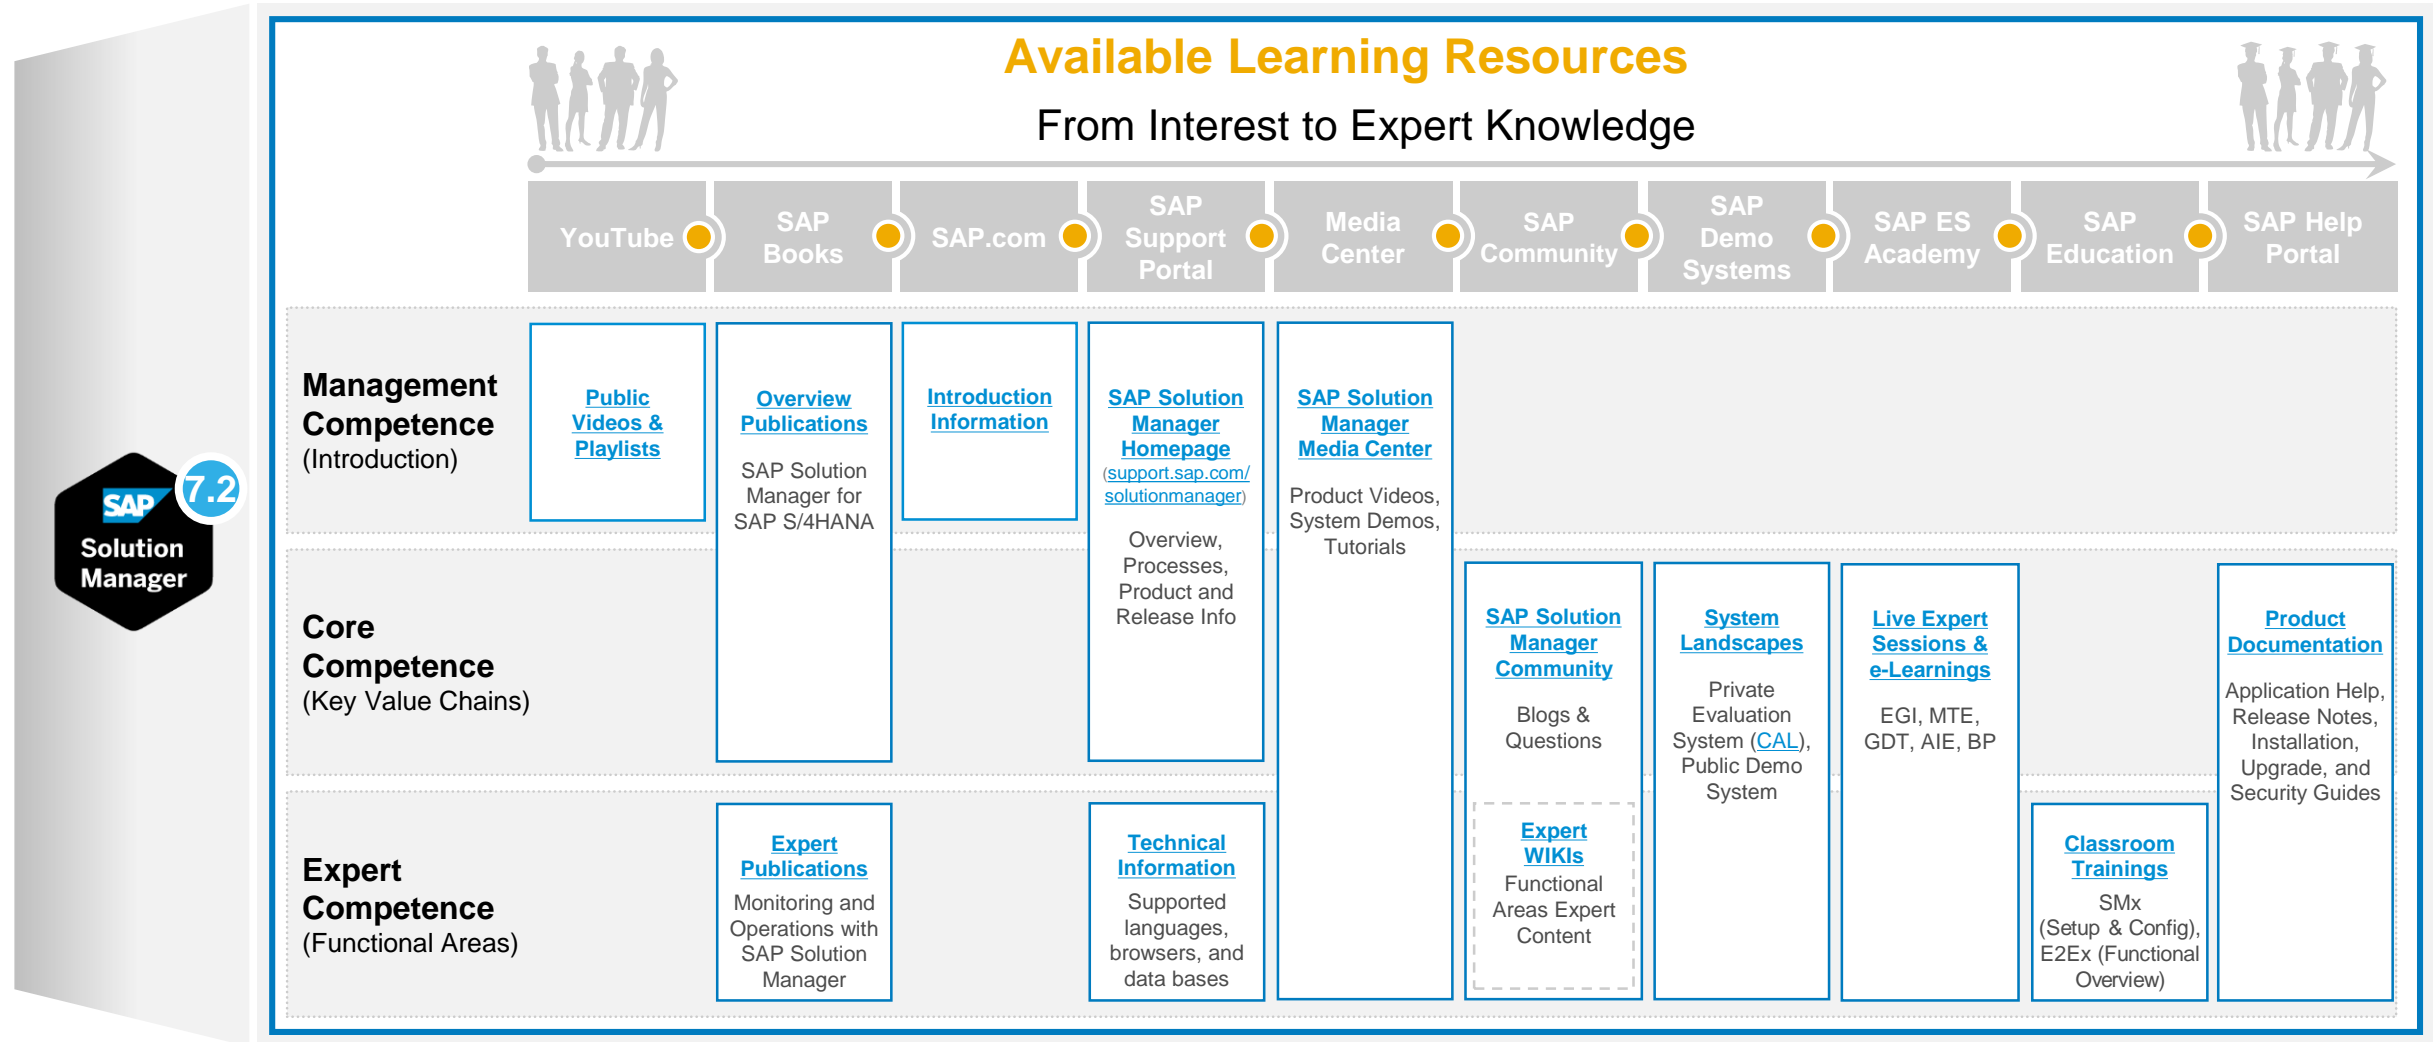 Available Learning Resources
From Interest to Expert Knowledge
YouTube
SAP
Books
SAP.com
SAP
Support
Portal
Media
Center
SAP
Community
SAP
Demo
Systems
SAP ES
Academy
SAP
Education
SAP Help
Portal
SAP
7.2
Solution
Manager
Management
Competence
(Introduction)
Public
Videos &
Playlists
Overview
Publications
SAP Solution
Manager for
SAP S/4HANA
Introduction
Information
SAP Solution
Manager
Homepage
(support.sap.com/
solutionmanager)
Overview,
Processes,
Product and
Release Info
SAP Solution
Manager
Media Center
Product Videos,
System Demos,
Tutorials
Core
Competence
(Key Value Chains)
SAP Solution
Manager
Community
Blogs &
Questions
System
Landscapes
Private
Evaluation
System (CAL),
Public Demo
System
Live Expert
Sessions &
e-Learnings
EGI, MTE,
GDT, AIE, BP
Product
Documentation
Application Help,
Release Notes,
Installation,
Upgrade, and
Security Guides
Expert
Competence
(Functional Areas)
Expert
Publications
Monitoring and
Operations with
SAP Solution
Manager
Technical
Information
Supported
languages,
browsers, and
data bases
Expert
WIKIs
Functional
Areas Expert
Content
Classroom
Trainings
SMx
(Setup & Config),
E2Ex (Functional
Overview)